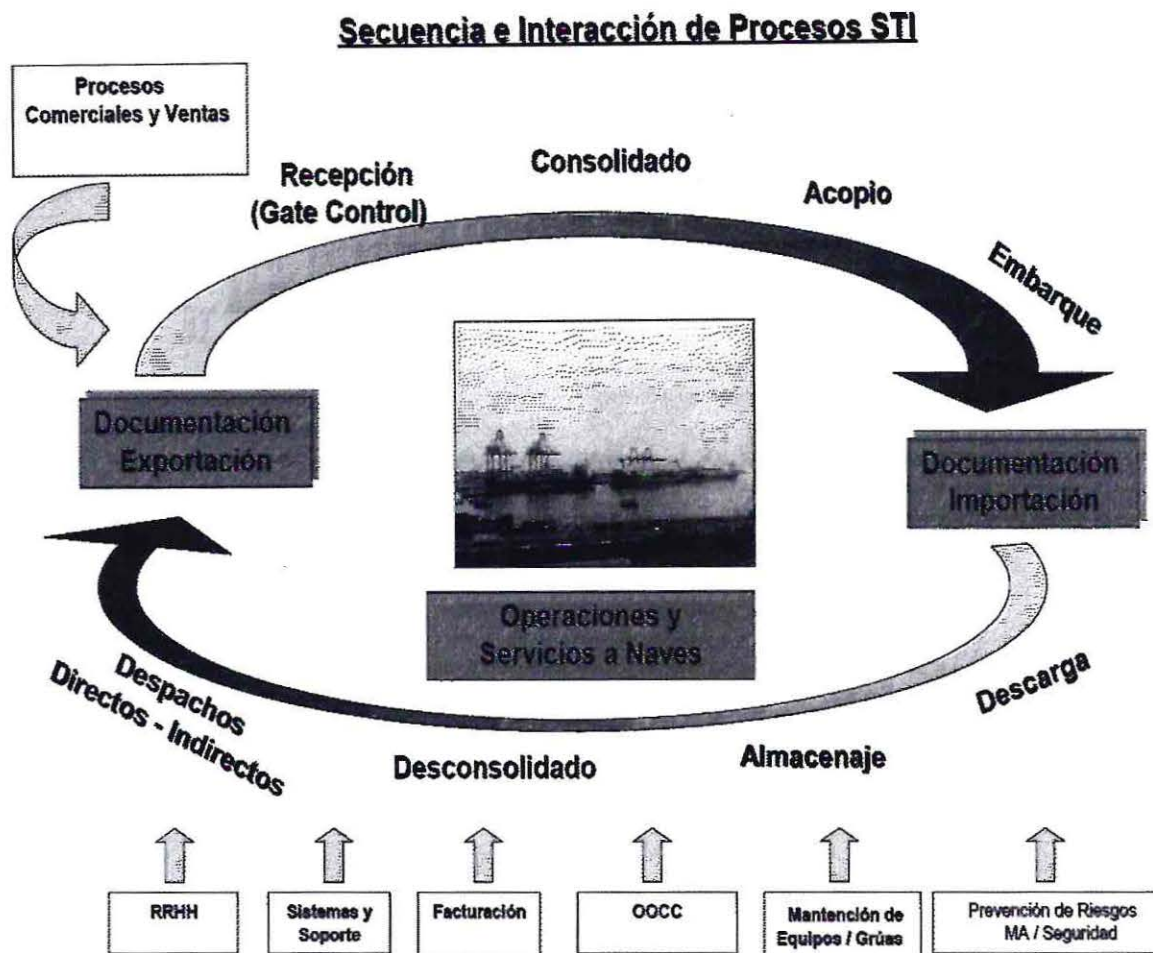 Secuencia e Interacción de Procesos STI
Procesos
Comerciales y Ventas
Recepción
(Gate Control)
Consolidado
Acopio
Embarque
Documentación
Exportación
Documentación
Importación
Operaciones y
Servicios a Naves
Descarga
Almacenaje
Desconsolidado
Despachos
Directos - Indirectos
RRHH
Sistemas y
Soporte
Facturación
OOCC
Mantención de
Equipos / Grúas
Prevención de Riesgos
MA / Seguridad